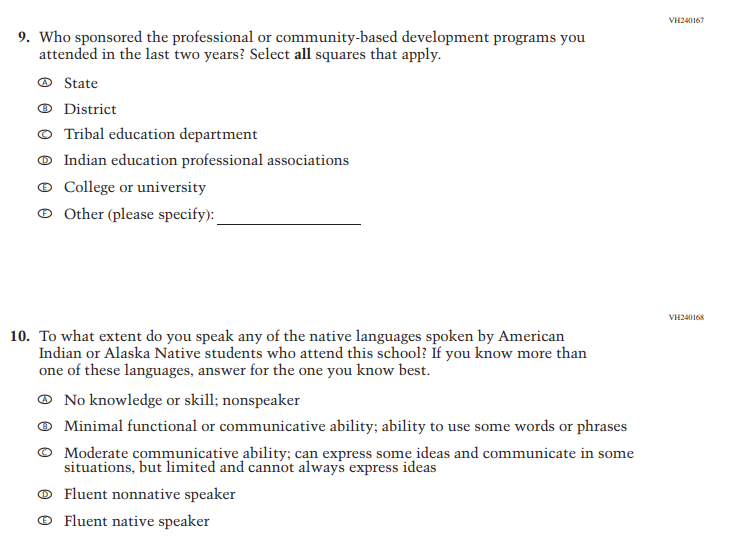 VH240167
9. Who sponsored the professional or community-based development programs you
attended in the last two years? Select all squares that apply.
A State
B District
C Tribal education department
D Indian education professional associations
E College or university
F Other (please specify):
VH240168
10. To what extent do you speak any of the native languages spoken by American
Indian or Alaska Native students who attend this school? If you know more than
one of these languages, answer for the one you know best.
A No knowledge or skill; nonspeaker
B Minimal functional or communicative ability; ability to use some words or phrases
C Moderate communicative ability; can express some ideas and communicate in some
situations, but limited and cannot always express ideas
D Fluent nonnative speaker
E Fluent native speaker